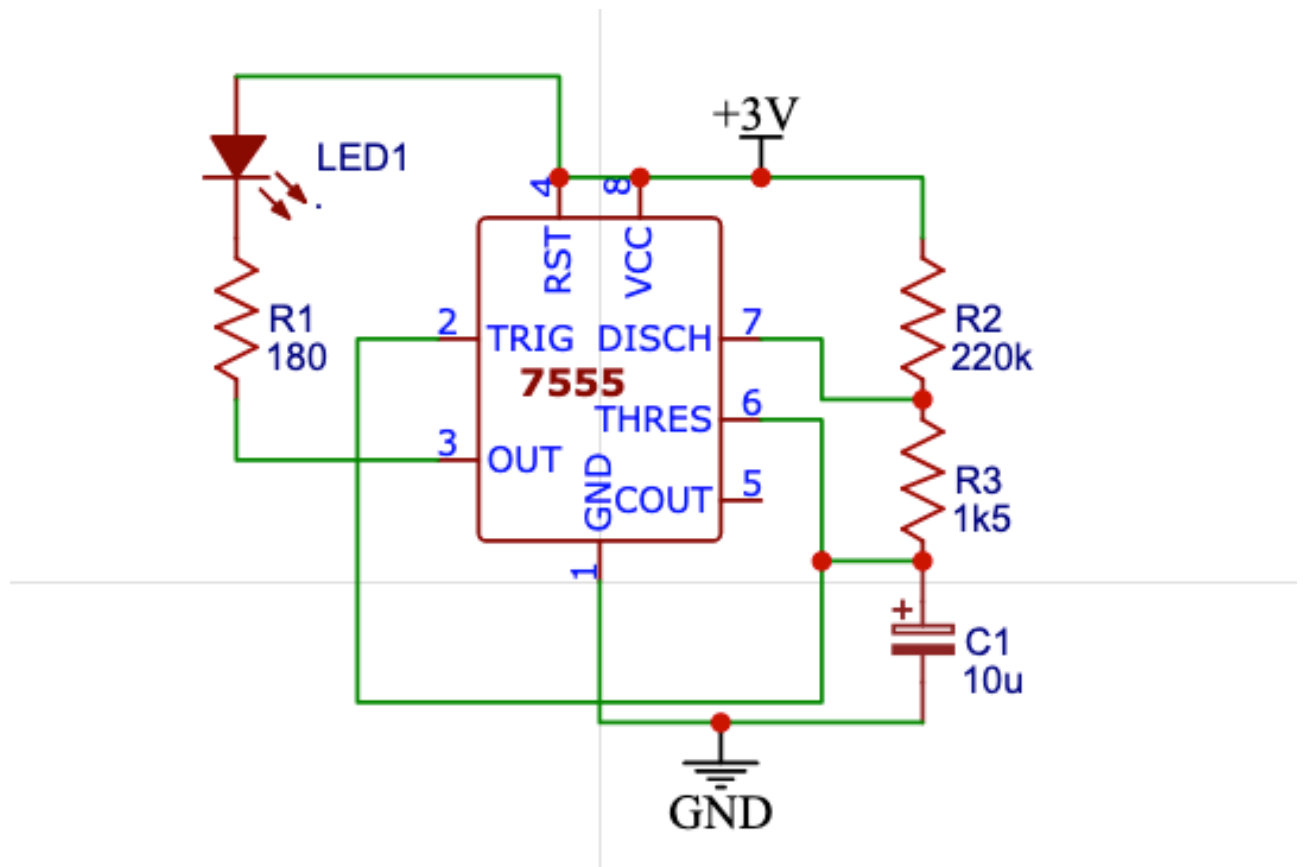 +3V
LED1
.
4
8
RST
VCC
R1
180
2
TRIG
DISCH
7
R2
220k
7555
THRES
6
3
OUT
GND
COUT
5
R3
1k5
1
+
C1
10u
GND